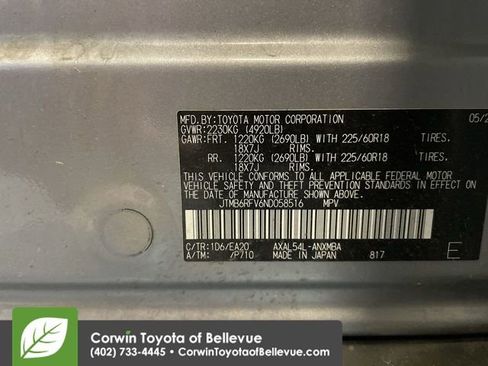 MFD.BY:TOYOTA MOTOR CORPORATION 05/2
GVWR:2230KG (4920LB)
GAWR:FRT. 1220KG (2690LB) WITH 225/60R18 TIRES.
18X7J RIMS.
RR. 1220KG (2690LB) WITH 225/60R18 TIRES.
18X7J RIMS.
THIS VEHICLE CONFORMS TO ALL APPLICABLE FEDERAL MOTOR
VEHICLE SAFETY AND BUMPER STANDARDS IN EFFECT ON THE
DATE OF MANUFACTURE SHOWN ABOVE.
JTMB6RFV6ND058516 MPV
C/TR:1D6/EA20 AXAL54L-ANXMBA
A/TM: /P710 MADE IN JAPAN 817 E
Corwin Toyota of Bellevue
(402) 733-4445 • CorwinToyotaofBellevue.com